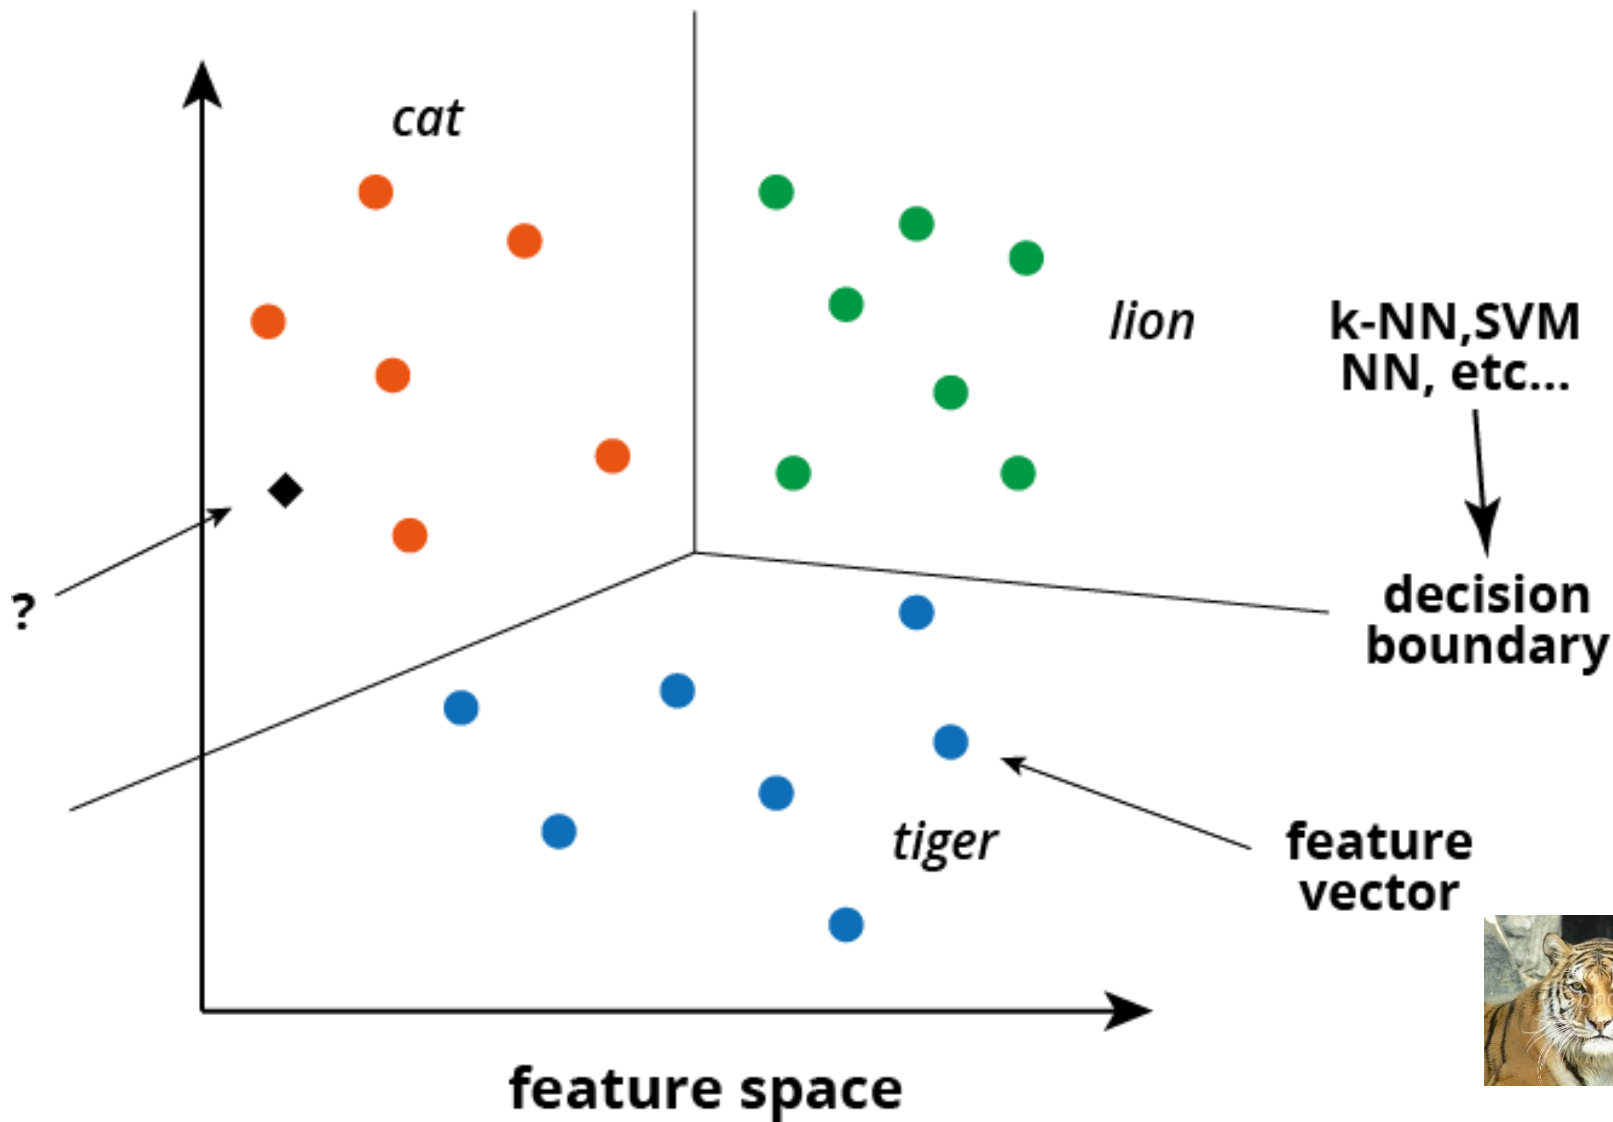 cat
lion
k-NN,SVM
NN, etc...
?
decision
boundary
tiger
feature
vector
feature space